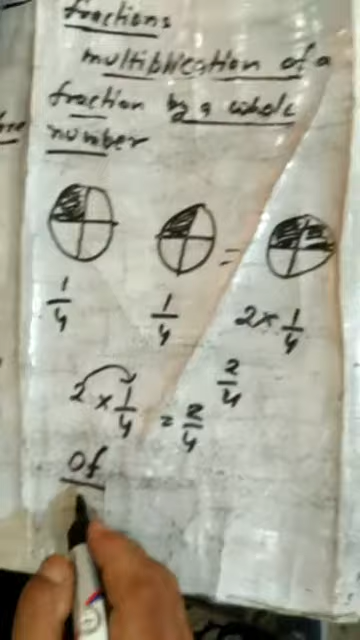 fractions
multiplication of a
fraction by a whole
number
=
1/4 1/4 2 × 1/4
2/4
2 × 1/4 = 2/4
Of